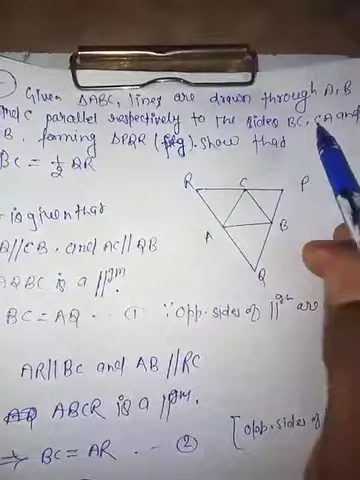 Given ΔABC, lines are drawn through A, B
and C parallel respectively to the sides BC, CA and
B, forming ΔPQR (fig). show that
BC = 1/2 QR
R C P
A B
Q
is given that
Q||CB. and AC||QB
AQBC is a ||gm.
BC = AQ .. ① ∵ opp. sides of ||gm are
AR||BC and AB||RC
ABCR is a ||gm.
⇒ BC = AR .. ② [opp. sides of